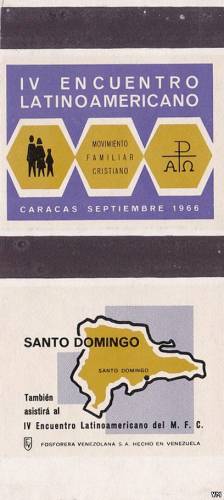 IV ENCUENTRO
LATINOAMERICANO
MOVIMIENTO
FAMILIAR
CRISTIANO
P
A Ω
CARACAS SEPTIEMBRE 1966
SANTO DOMINGO
SANTO DOMINGO
También
asistirá al
IV Encuentro Latinoamericano del M. F. C.
FOSFORERA VENEZOLANA S.A. HECHO EN VENEZUELA